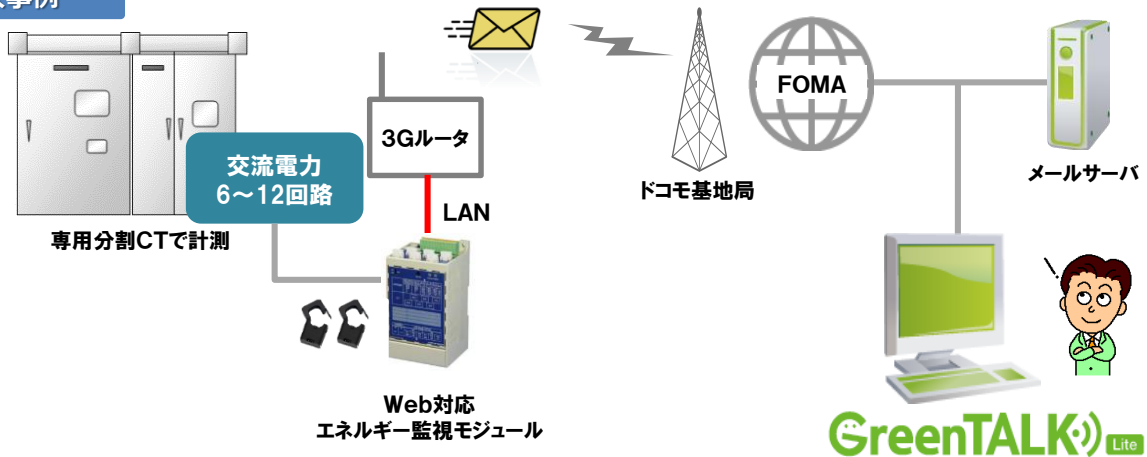 事例
交流電力
6~12回路
専用分割CTで計測
3Gルータ
LAN
Web対応
エネルギー監視モジュール
ドコモ基地局
FOMA
メールサーバ
GreenTALK Lite